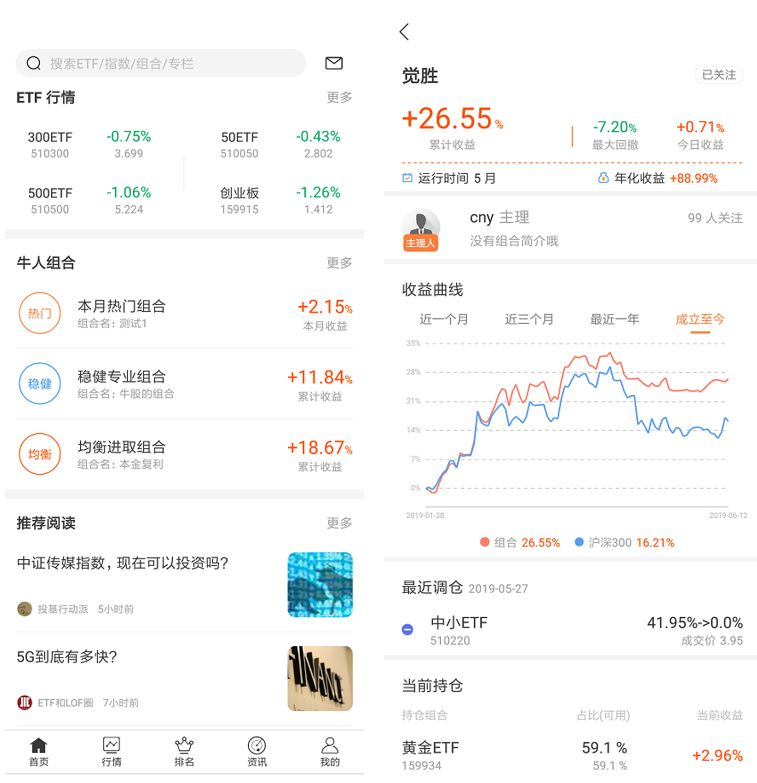 搜索ETF/指数/组合/专栏
ETF 行情
更多
300ETF
-0.75%
510300
3.699
50ETF
-0.43%
510050
2.802
500ETF
-1.06%
510500
5.224
创业板
-1.26%
159915
1.412
牛人组合
更多
热门
本月热门组合
组合名: 测试1
+2.15%
本月收益
稳健
稳健专业组合
组合名: 牛股的组合
+11.84%
累计收益
均衡
均衡进取组合
组合名: 本金复利
+18.67%
累计收益
推荐阅读
更多
中证传媒指数，现在可以投资吗?
投基行动派 5小时前
5G到底有多快?
ETF和LOF圈 7小时前
FINANC
首页
行情
排名
资讯
我的
觉胜
已关注
+26.55%
累计收益
-7.20%
最大回撤
+0.71%
今日收益
运行时间 5 月
年化收益 +88.99%
主理人
cny 主理
没有组合简介哦
99 人关注
收益曲线
近一个月
近三个月
最近一年
成立至今
35%
28%
21%
14%
7%
0%
2019-01-28
2019-06-12
组合 26.55%
沪深300 16.21%
最近调仓 2019-05-27
中小ETF
510220
41.95%->0.0%
成交价 3.95
当前持仓
持仓组合
占比(可用)
当前收益
黄金ETF
159934
59.1 %
59.1 %
+2.96%